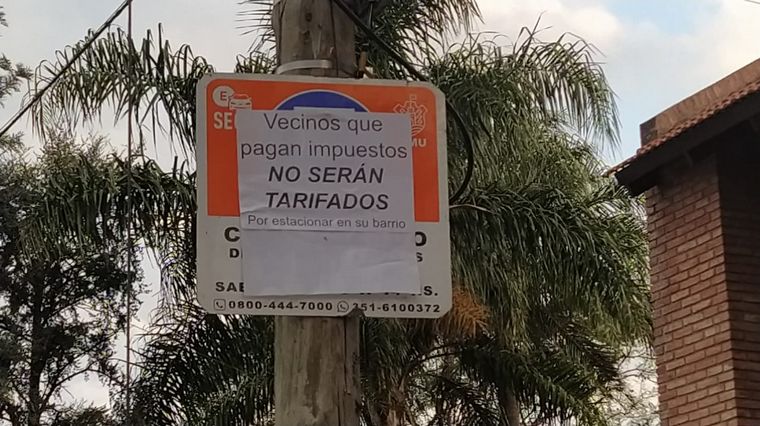 E
SE
Vecinos que
pagan impuestos
NO SERÁN
TARIFADOS
Por estacionar en su barrio
MU
C O
D S
SAB S.
0800-444-7000 351-6100372